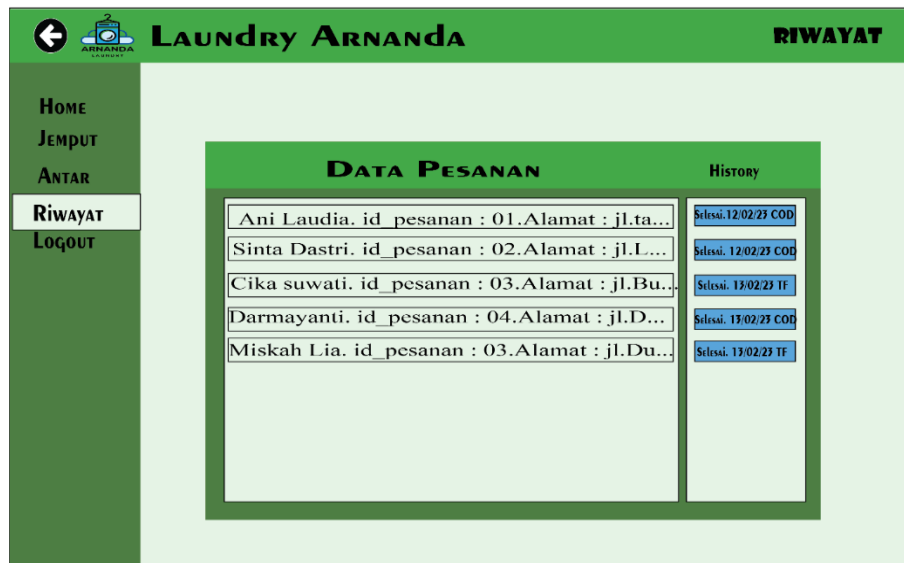 ARNANDA
LAUNDRY
Laundry Arnanda
RIWAYAT
Home
Jemput
Antar
Riwayat
Logout
Data Pesanan
History
Ani Laudia. id_pesanan : 01.Alamat : jl.ta...
Selesai.12/02/23 COD
Sinta Dastri. id_pesanan : 02.Alamat : jl.L...
Selesai. 12/02/23 COD
Cika suwati. id_pesanan : 03.Alamat : jl.Bu...
Selesai. 13/02/23 TF
Darmayanti. id_pesanan : 04.Alamat : jl.D...
Selesai. 13/02/23 COD
Miskah Lia. id_pesanan : 03.Alamat : jl.Du...
Selesai. 13/02/23 TF